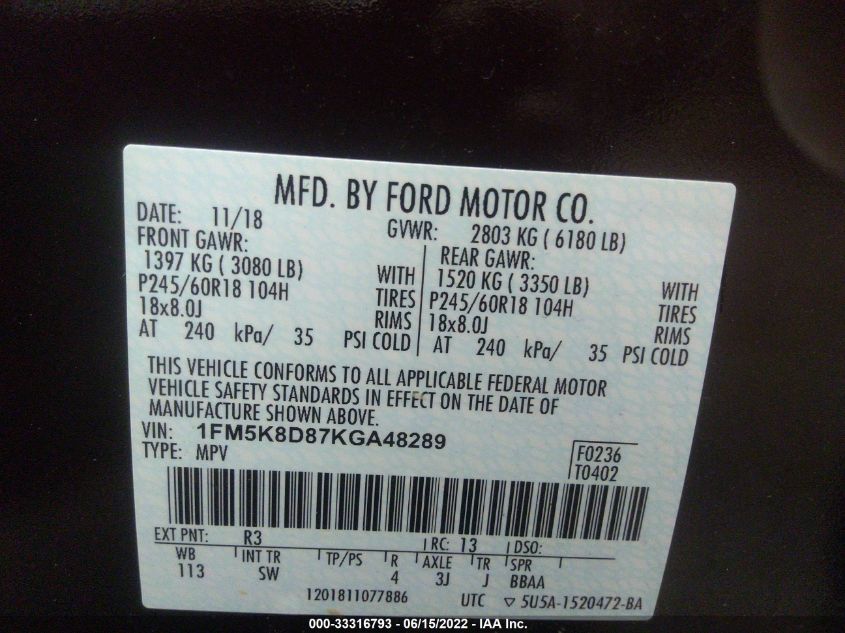 MFD. BY FORD MOTOR CO.
DATE: 11/18 GVWR: 2803 KG ( 6180 LB)
FRONT GAWR: REAR GAWR:
1397 KG ( 3080 LB) WITH 1520 KG ( 3350 LB) WITH
P245/60R18 104H TIRES P245/60R18 104H TIRES
18x8.0J RIMS 18x8.0J RIMS
AT 240 kPa/ 35 PSI COLD AT 240 kPa/ 35 PSI COLD
THIS VEHICLE CONFORMS TO ALL APPLICABLE FEDERAL MOTOR
VEHICLE SAFETY STANDARDS IN EFFECT ON THE DATE OF
MANUFACTURE SHOWN ABOVE.
VIN: 1FM5K8D87KGA48289
TYPE: MPV F0236
T0402
EXT PNT: R3 RC: 13 DSO:
WB INT TR TP/PS R AXLE TR SPR
113 SW 4 3J J BBAA
1201811077886 UTC ▽ 5U5A-1520472-BA
000-33316793 - 06/15/2022 - IAA Inc.